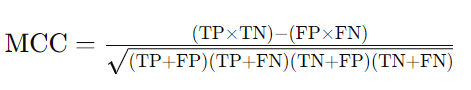 MCC = (TP×TN)−(FP×FN) / √(TP+FP)(TP+FN)(TN+FP)(TN+FN)